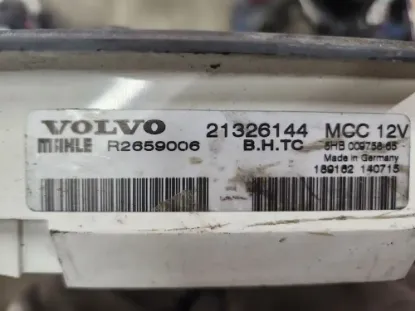 VOLVO 21326144 MCC 12V
MAHLE R2659006 B.H.TC 5HB 009758-65
Made in Germany
189162 140715